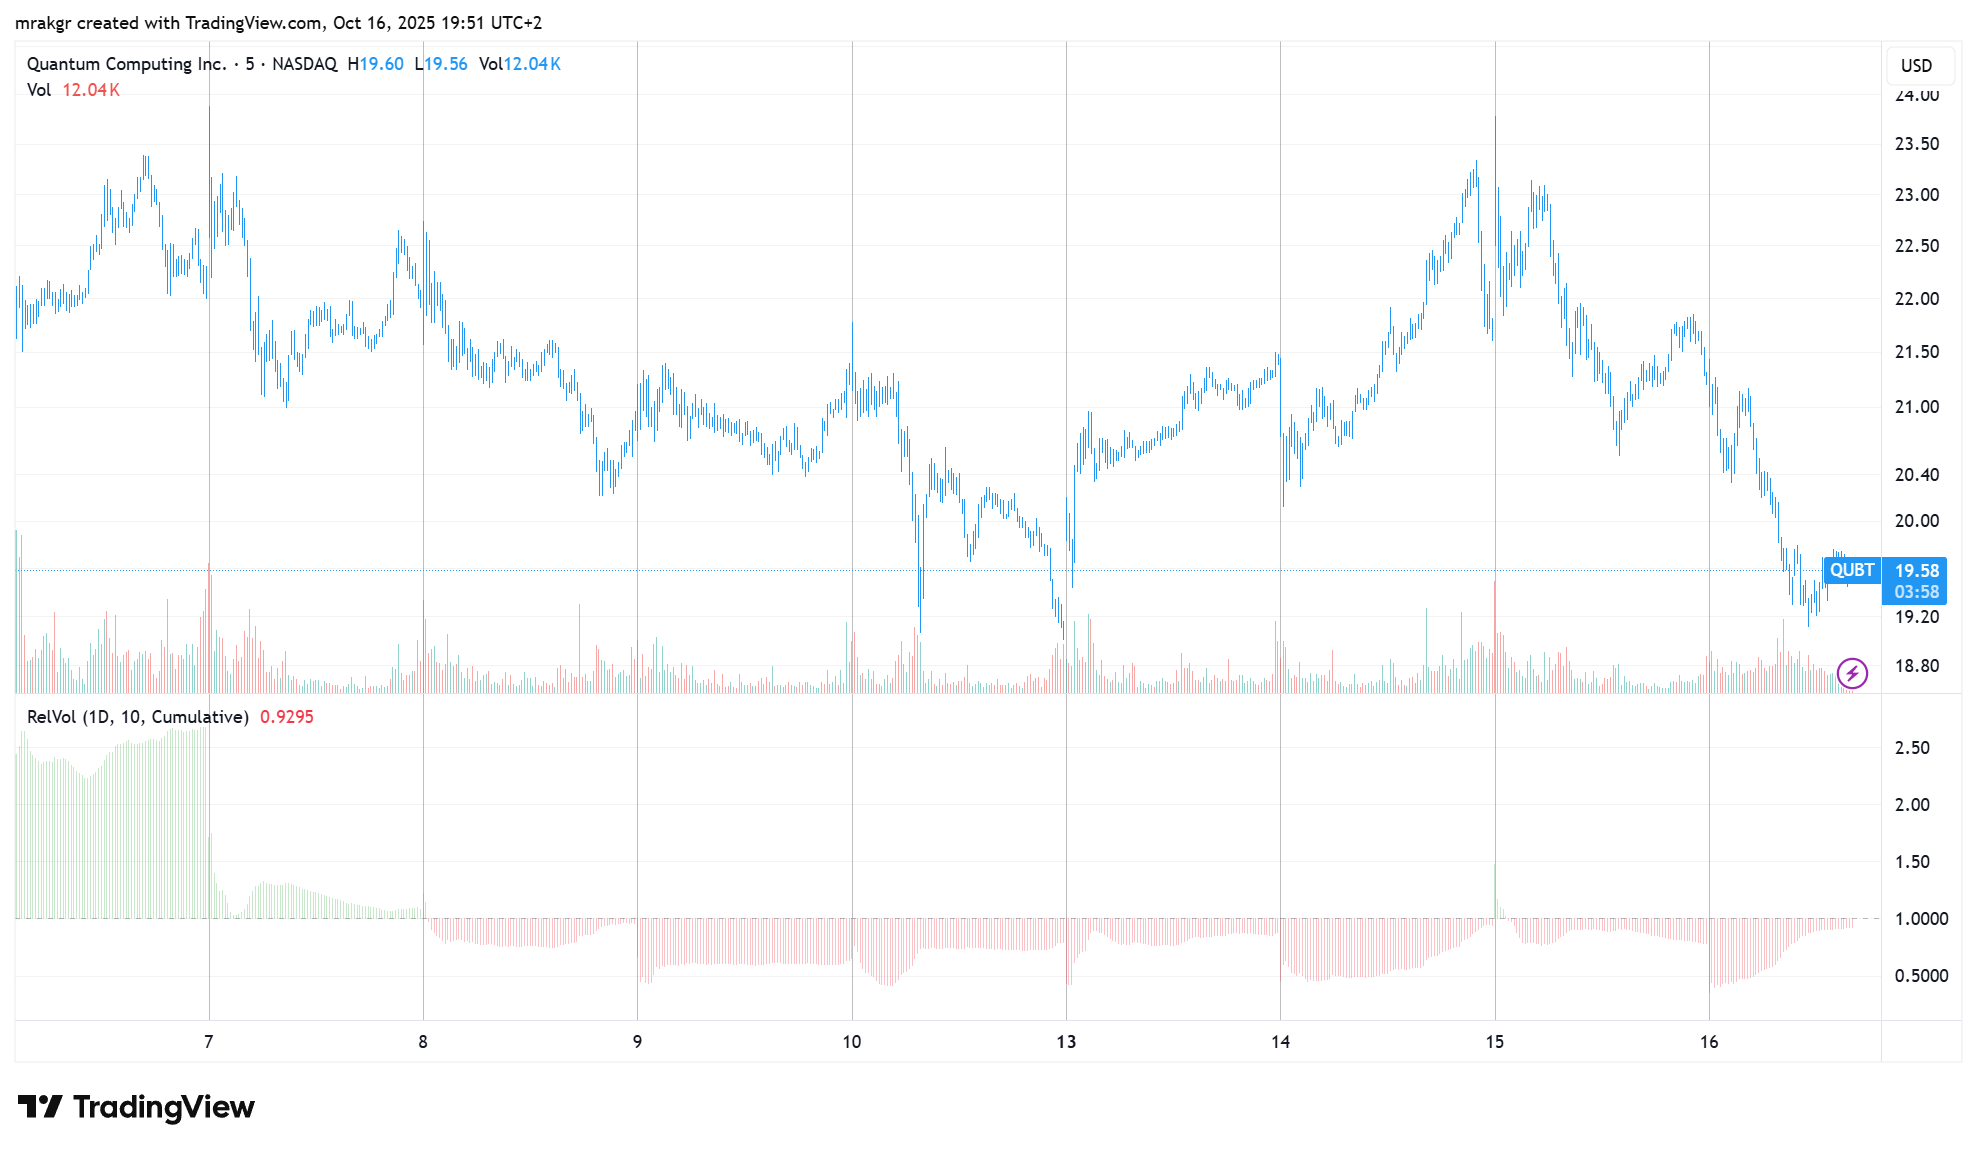 mrakgr created with TradingView.com, Oct 16, 2025 19:51 UTC+2
Quantum Computing Inc. · 5 · NASDAQ H19.60 L19.56 Vol12.04K
Vol 12.04K
USD
24.00
23.50
23.00
22.50
22.00
21.50
21.00
20.40
20.00
QUBT 19.58
03:58
19.20
18.80
RelVol (1D, 10, Cumulative) 0.9295
2.50
2.00
1.50
1.0000
0.5000
7 8 9 10 13 14 15 16
TradingView